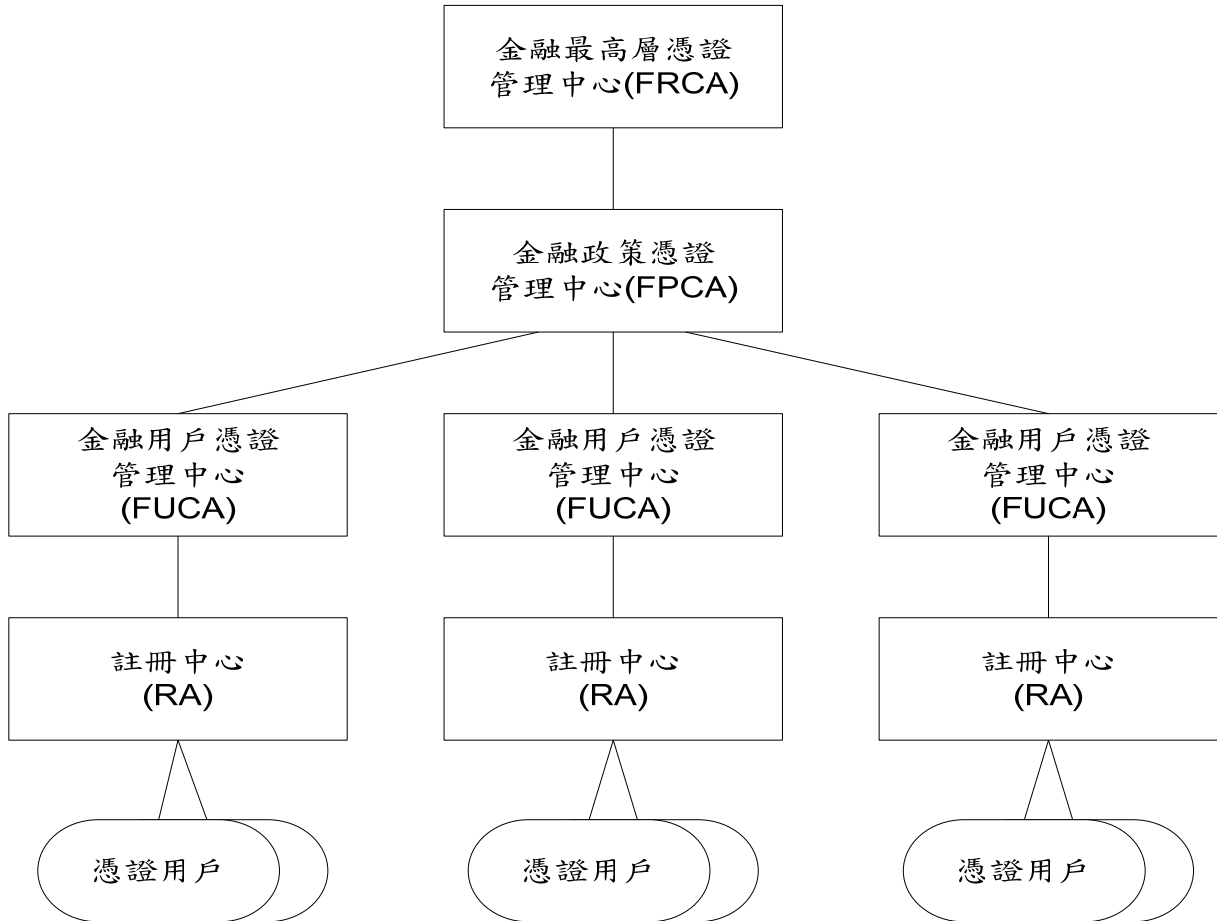 金融最高層憑證
管理中心(FRCA)
金融政策憑證
管理中心(FPCA)
金融用戶憑證
管理中心
(FUCA)
金融用戶憑證
管理中心
(FUCA)
金融用戶憑證
管理中心
(FUCA)
註冊中心
(RA)
註冊中心
(RA)
註冊中心
(RA)
憑證用戶
憑證用戶
憑證用戶